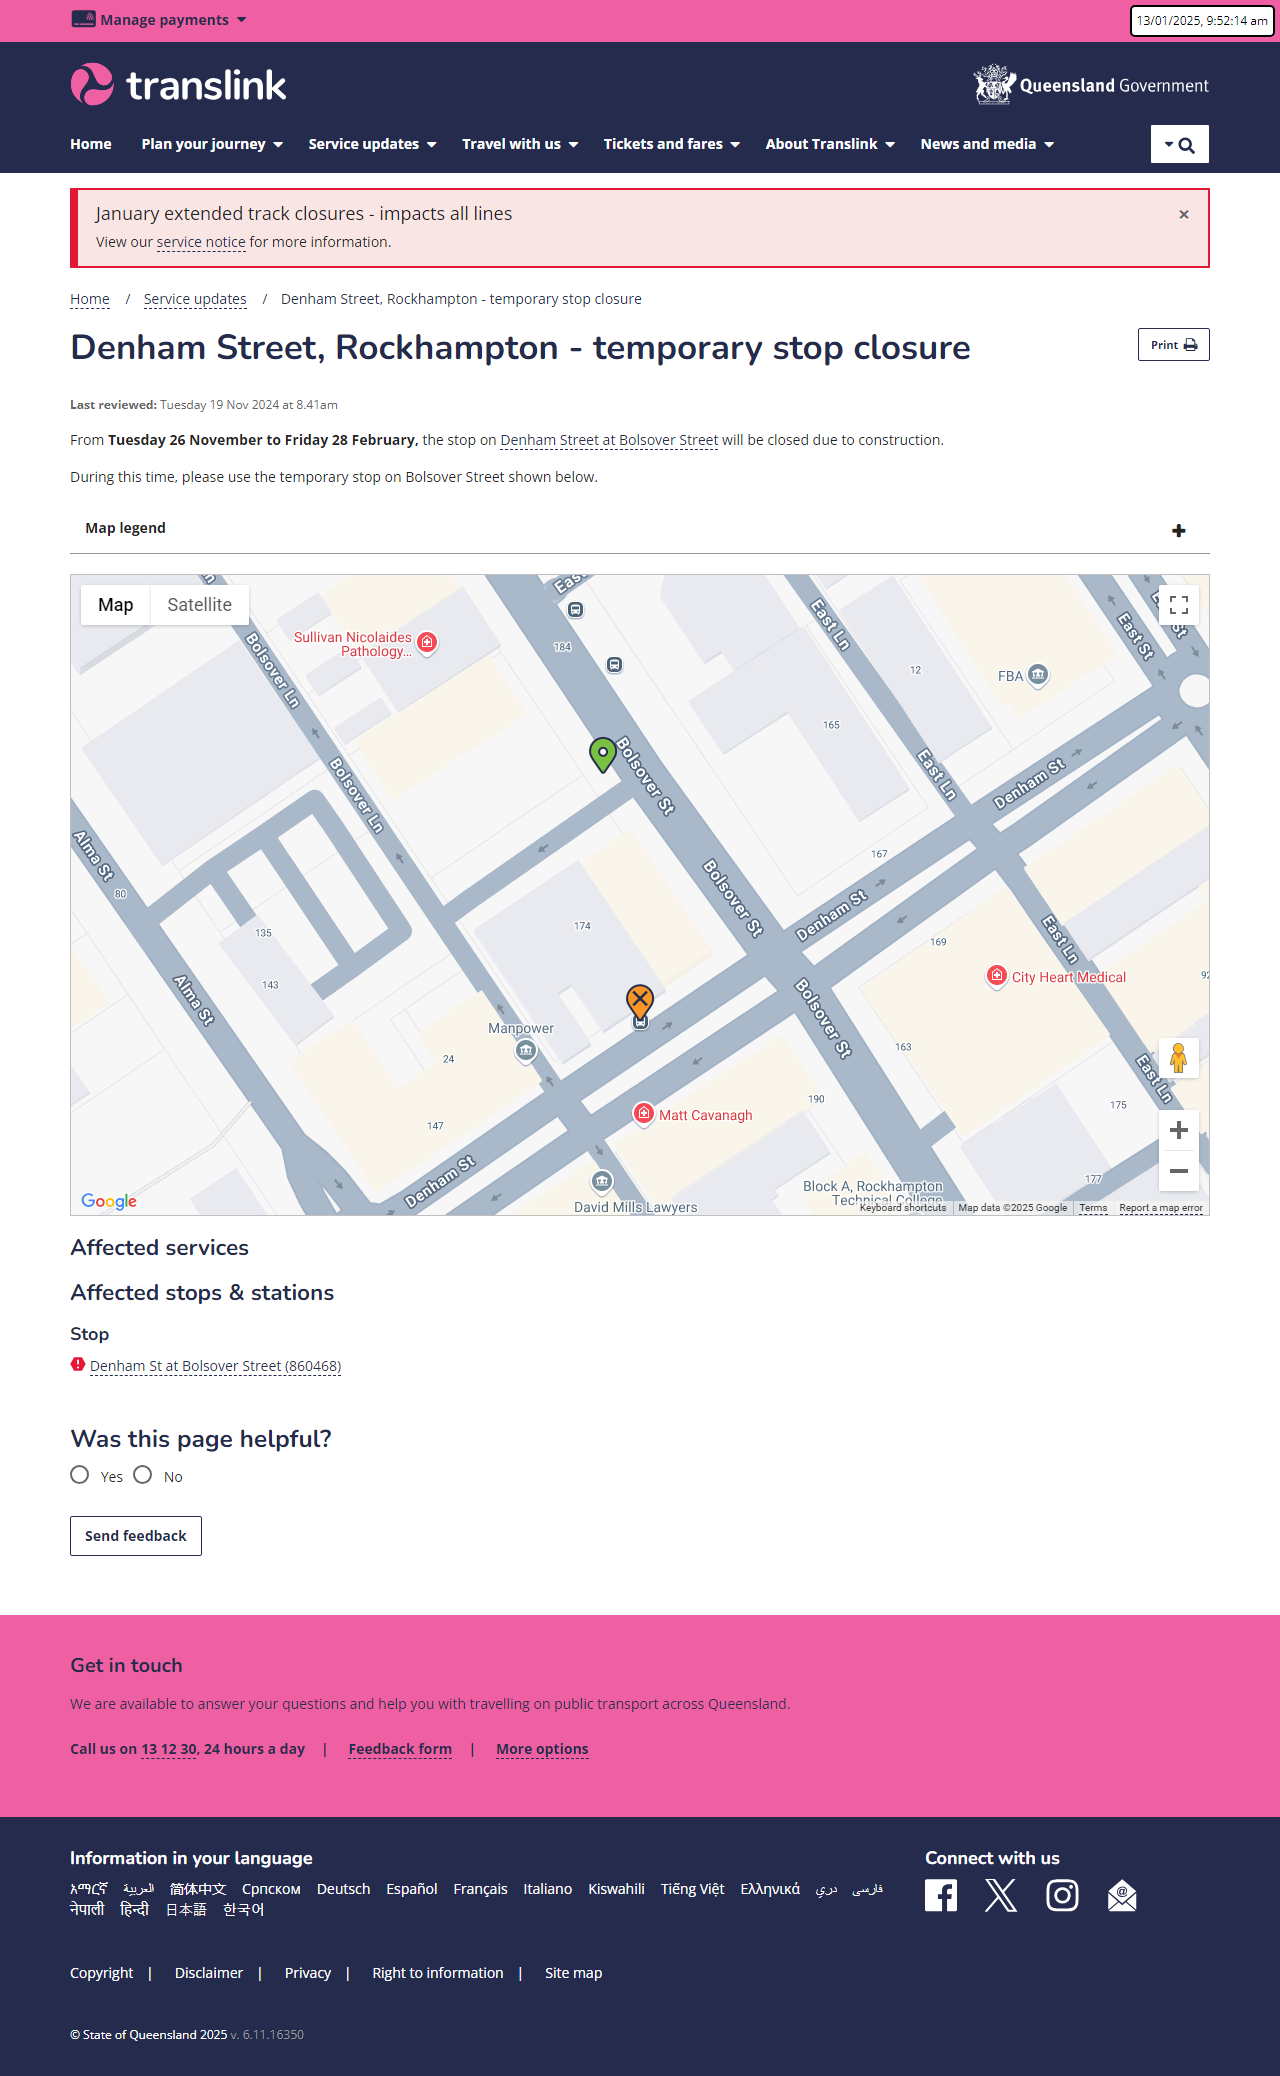 Manage payments
13/01/2025, 9:52:14 am
translink
Queensland Government
Home Plan your journey Service updates Travel with us Tickets and fares About Translink News and media
January extended track closures - impacts all lines
×
View our service notice for more information.
Home / Service updates / Denham Street, Rockhampton - temporary stop closure
Denham Street, Rockhampton - temporary stop closure
Print
Last reviewed: Tuesday 19 Nov 2024 at 8.41am
From Tuesday 26 November to Friday 28 February, the stop on Denham Street at Bolsover Street will be closed due to construction.
During this time, please use the temporary stop on Bolsover Street shown below.
Map legend
Map Satellite
Bolsover Ln
Sullivan Nicolaides
Pathology...
184
East Ln
12
East St
FBA
165
Bolsover St
Bolsover Ln
East Ln
Denham St
Alma St
80
167
Bolsover St
Denham St
135
174
169
East Ln
143
City Heart Medical
92
Alma St
Bolsover St
Manpower
24
163
East Ln
190
175
Matt Cavanagh
147
Denham St
177
Block A, Rockhampton
Technical College
David Mills Lawyers
Google
Keyboard shortcuts Map data ©2025 Google Terms Report a map error
Affected services
Affected stops & stations
Stop
Denham St at Bolsover Street (860468)
Was this page helpful?
Yes No
Send feedback
Get in touch
We are available to answer your questions and help you with travelling on public transport across Queensland.
Call us on 13 12 30, 24 hours a day | Feedback form | More options
Information in your language
አማርኛ العربية 简体中文 Српском Deutsch Español Français Italiano Kiswahili Tiếng Việt Ελληνικά دري فارسی
नेपाली हिन्दी 日本語 한국어
Connect with us
Copyright | Disclaimer | Privacy | Right to information | Site map
© State of Queensland 2025 v. 6.11.16350